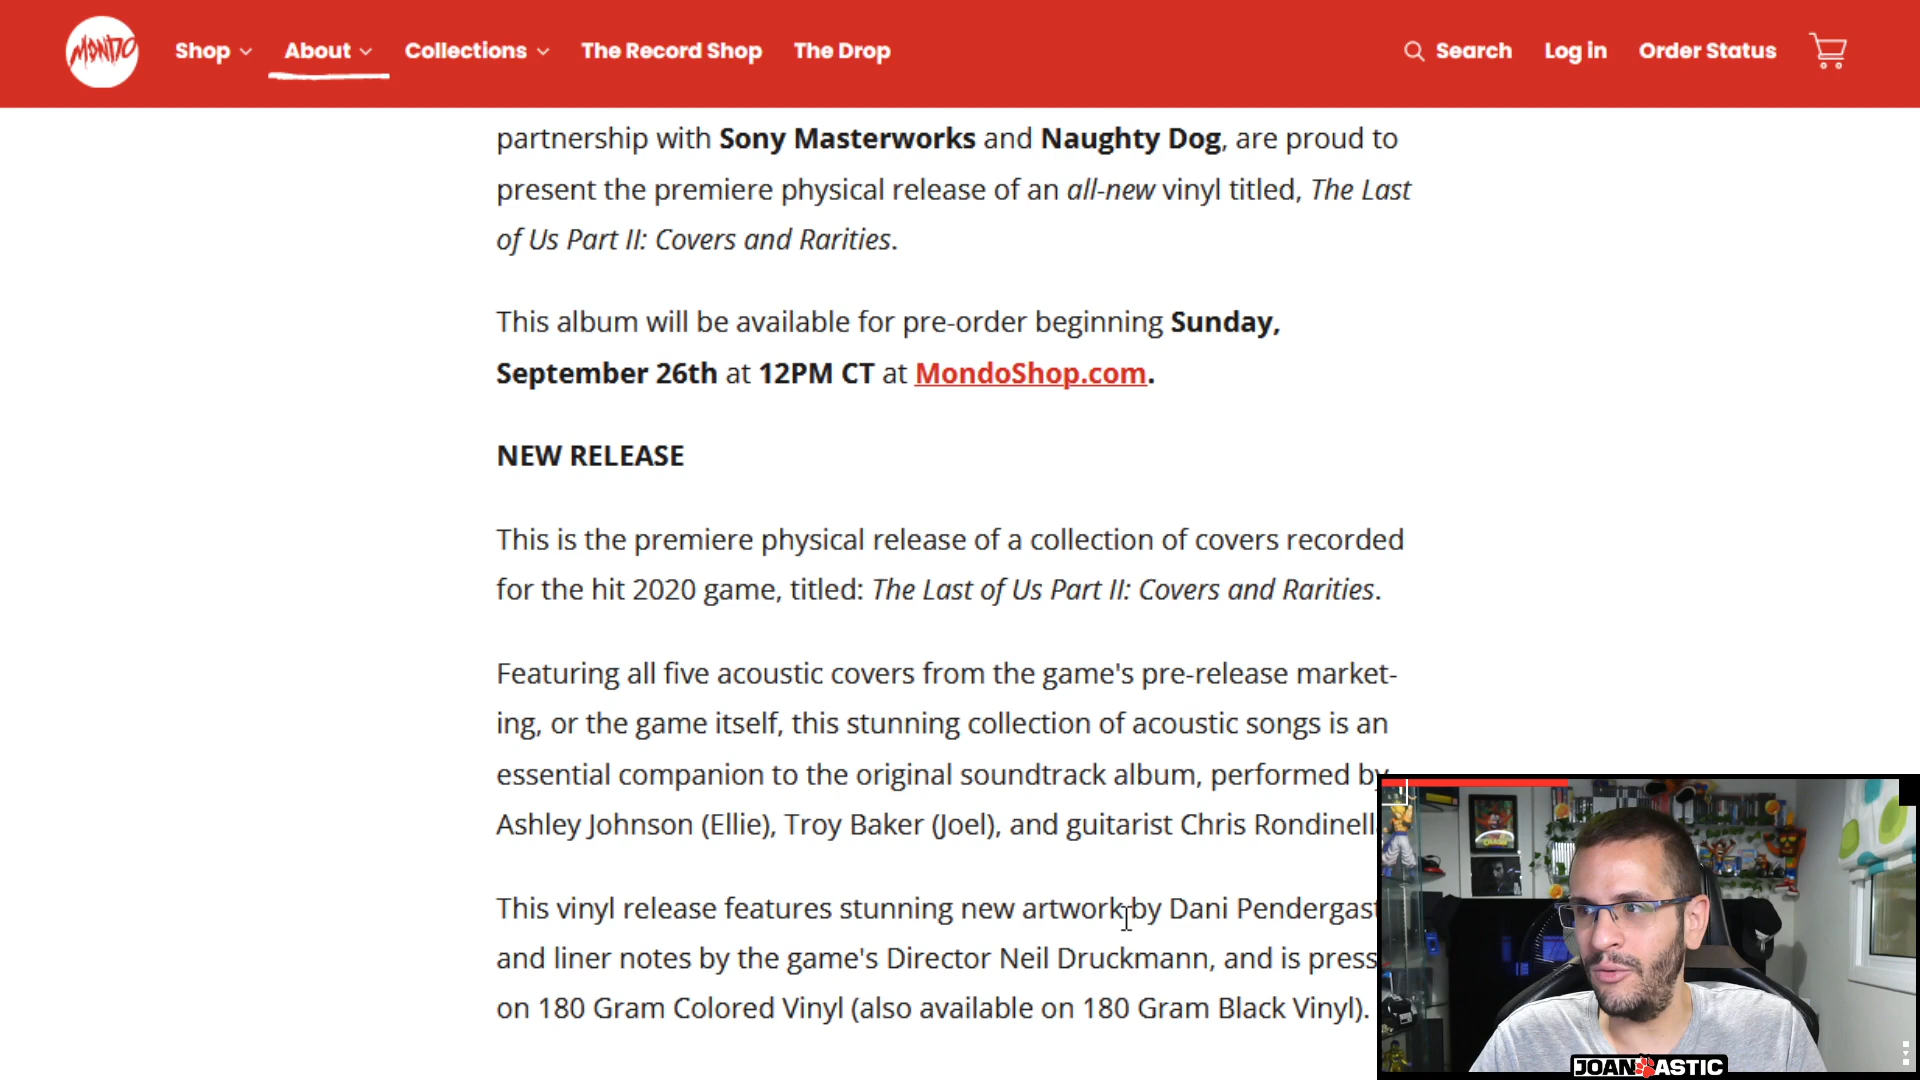 MONDO
Shop
About
Collections
The Record Shop
The Drop
Search
Log in
Order Status
partnership with Sony Masterworks and Naughty Dog, are proud to
present the premiere physical release of an all-new vinyl titled, The Last
of Us Part II: Covers and Rarities.
This album will be available for pre-order beginning Sunday,
September 26th at 12PM CT at MondoShop.com.
NEW RELEASE
This is the premiere physical release of a collection of covers recorded
for the hit 2020 game, titled: The Last of Us Part II: Covers and Rarities.
Featuring all five acoustic covers from the game's pre-release market-
ing, or the game itself, this stunning collection of acoustic songs is an
essential companion to the original soundtrack album, performed by
Ashley Johnson (Ellie), Troy Baker (Joel), and guitarist Chris Rondinell
This vinyl release features stunning new artwork by Dani Pendergast
and liner notes by the game's Director Neil Druckmann, and is press
on 180 Gram Colored Vinyl (also available on 180 Gram Black Vinyl).
JOANTASTIC